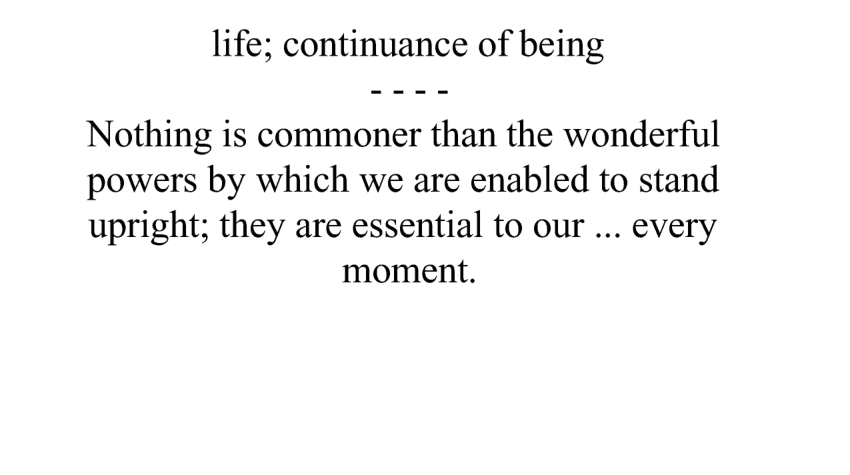 life; continuance of being
- - - -
Nothing is commoner than the wonderful
powers by which we are enabled to stand
upright; they are essential to our ... every
moment.